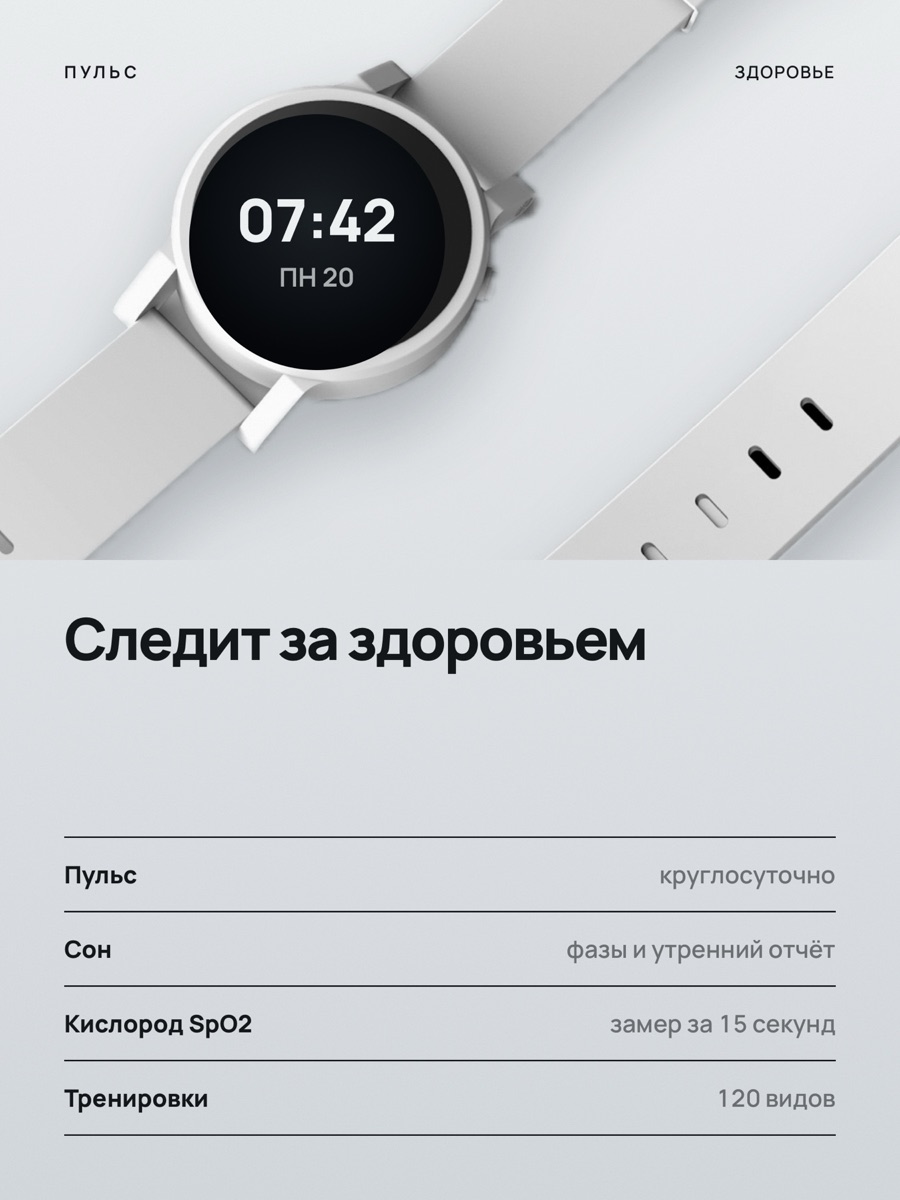 ПУЛЬС
ЗДОРОВЬЕ
07:42
ПН 20
Следит за здоровьем
Пульс круглосуточно
Сон фазы и утренний отчёт
Кислород SpO2 замер за 15 секунд
Тренировки 120 видов